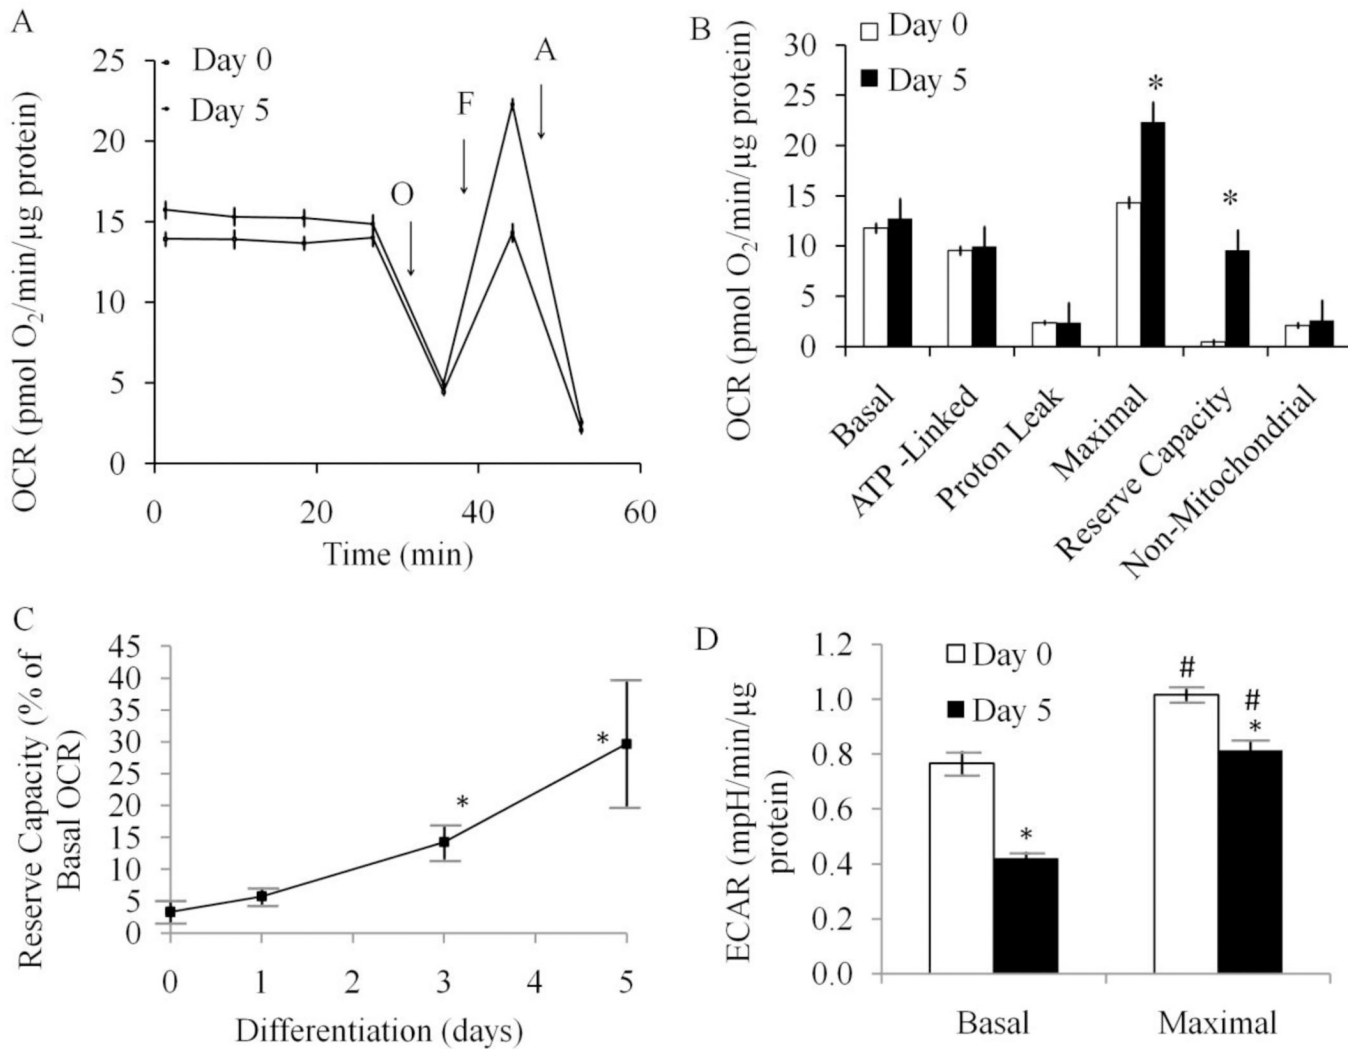 A
OCR (pmol O₂/min/µg protein)
25
20
15
10
5
0
Day 0
Day 5
O
F
A
0 20 40 60
Time (min)
B
OCR (pmol O₂/min/µg protein)
30
25
20
15
10
5
0
Day 0
Day 5
*
*
Basal
ATP -Linked
Proton Leak
Maximal
Reserve Capacity
Non-Mitochondrial
C
Reserve Capacity (% of
Basal OCR)
45
40
35
30
25
20
15
10
5
0
*
*
0 1 2 3 4 5
Differentiation (days)
D
ECAR (mpH/min/µg
protein)
1.2
1.0
0.8
0.6
0.4
0.2
0.0
Day 0
Day 5
*
#
#
*
Basal Maximal